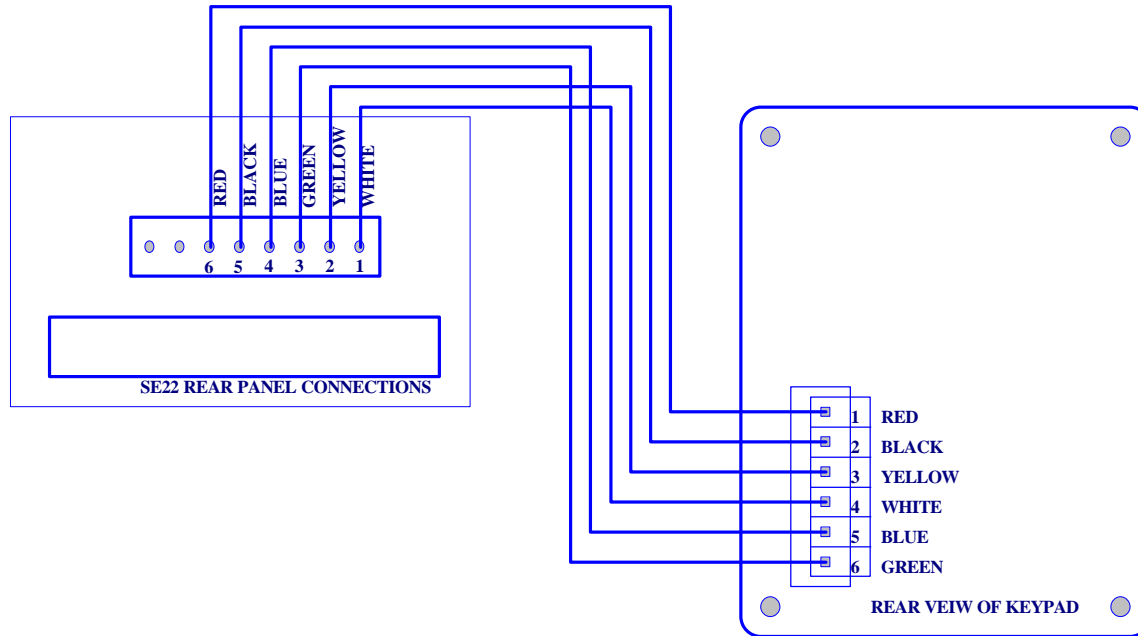 RED
BLACK
BLUE
GREEN
YELLOW
WHITE
6 5 4 3 2 1
SE22 REAR PANEL CONNECTIONS
1 RED
2 BLACK
3 YELLOW
4 WHITE
5 BLUE
6 GREEN
REAR VEIW OF KEYPAD